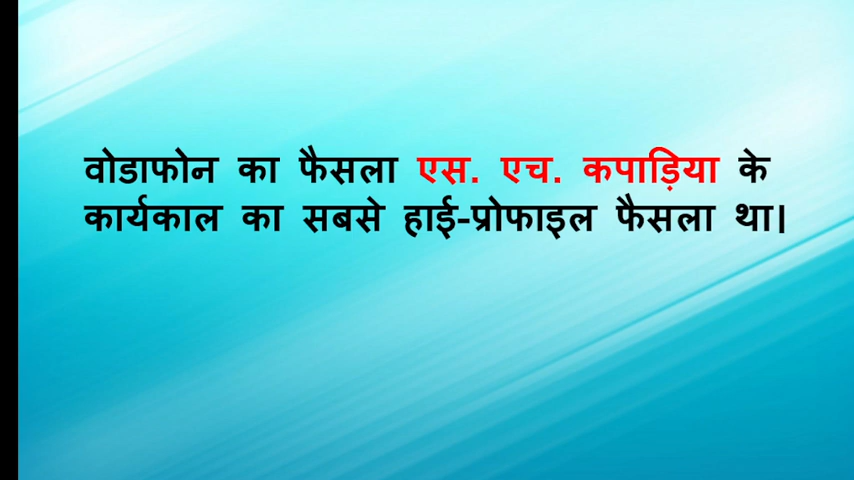 वोडाफोन का फैसला एस. एच. कपाड़िया के
कार्यकाल का सबसे हाई-प्रोफाइल फैसला था।